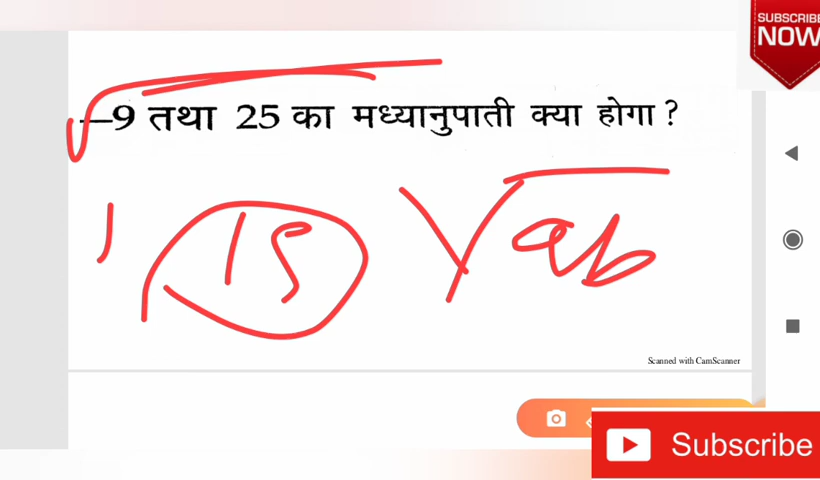 SUBSCRIBE
NOW
—9 तथा 25 का मध्यानुपाती क्या होगा ?
15
√ab
Scanned with CamScanner
Subscribe